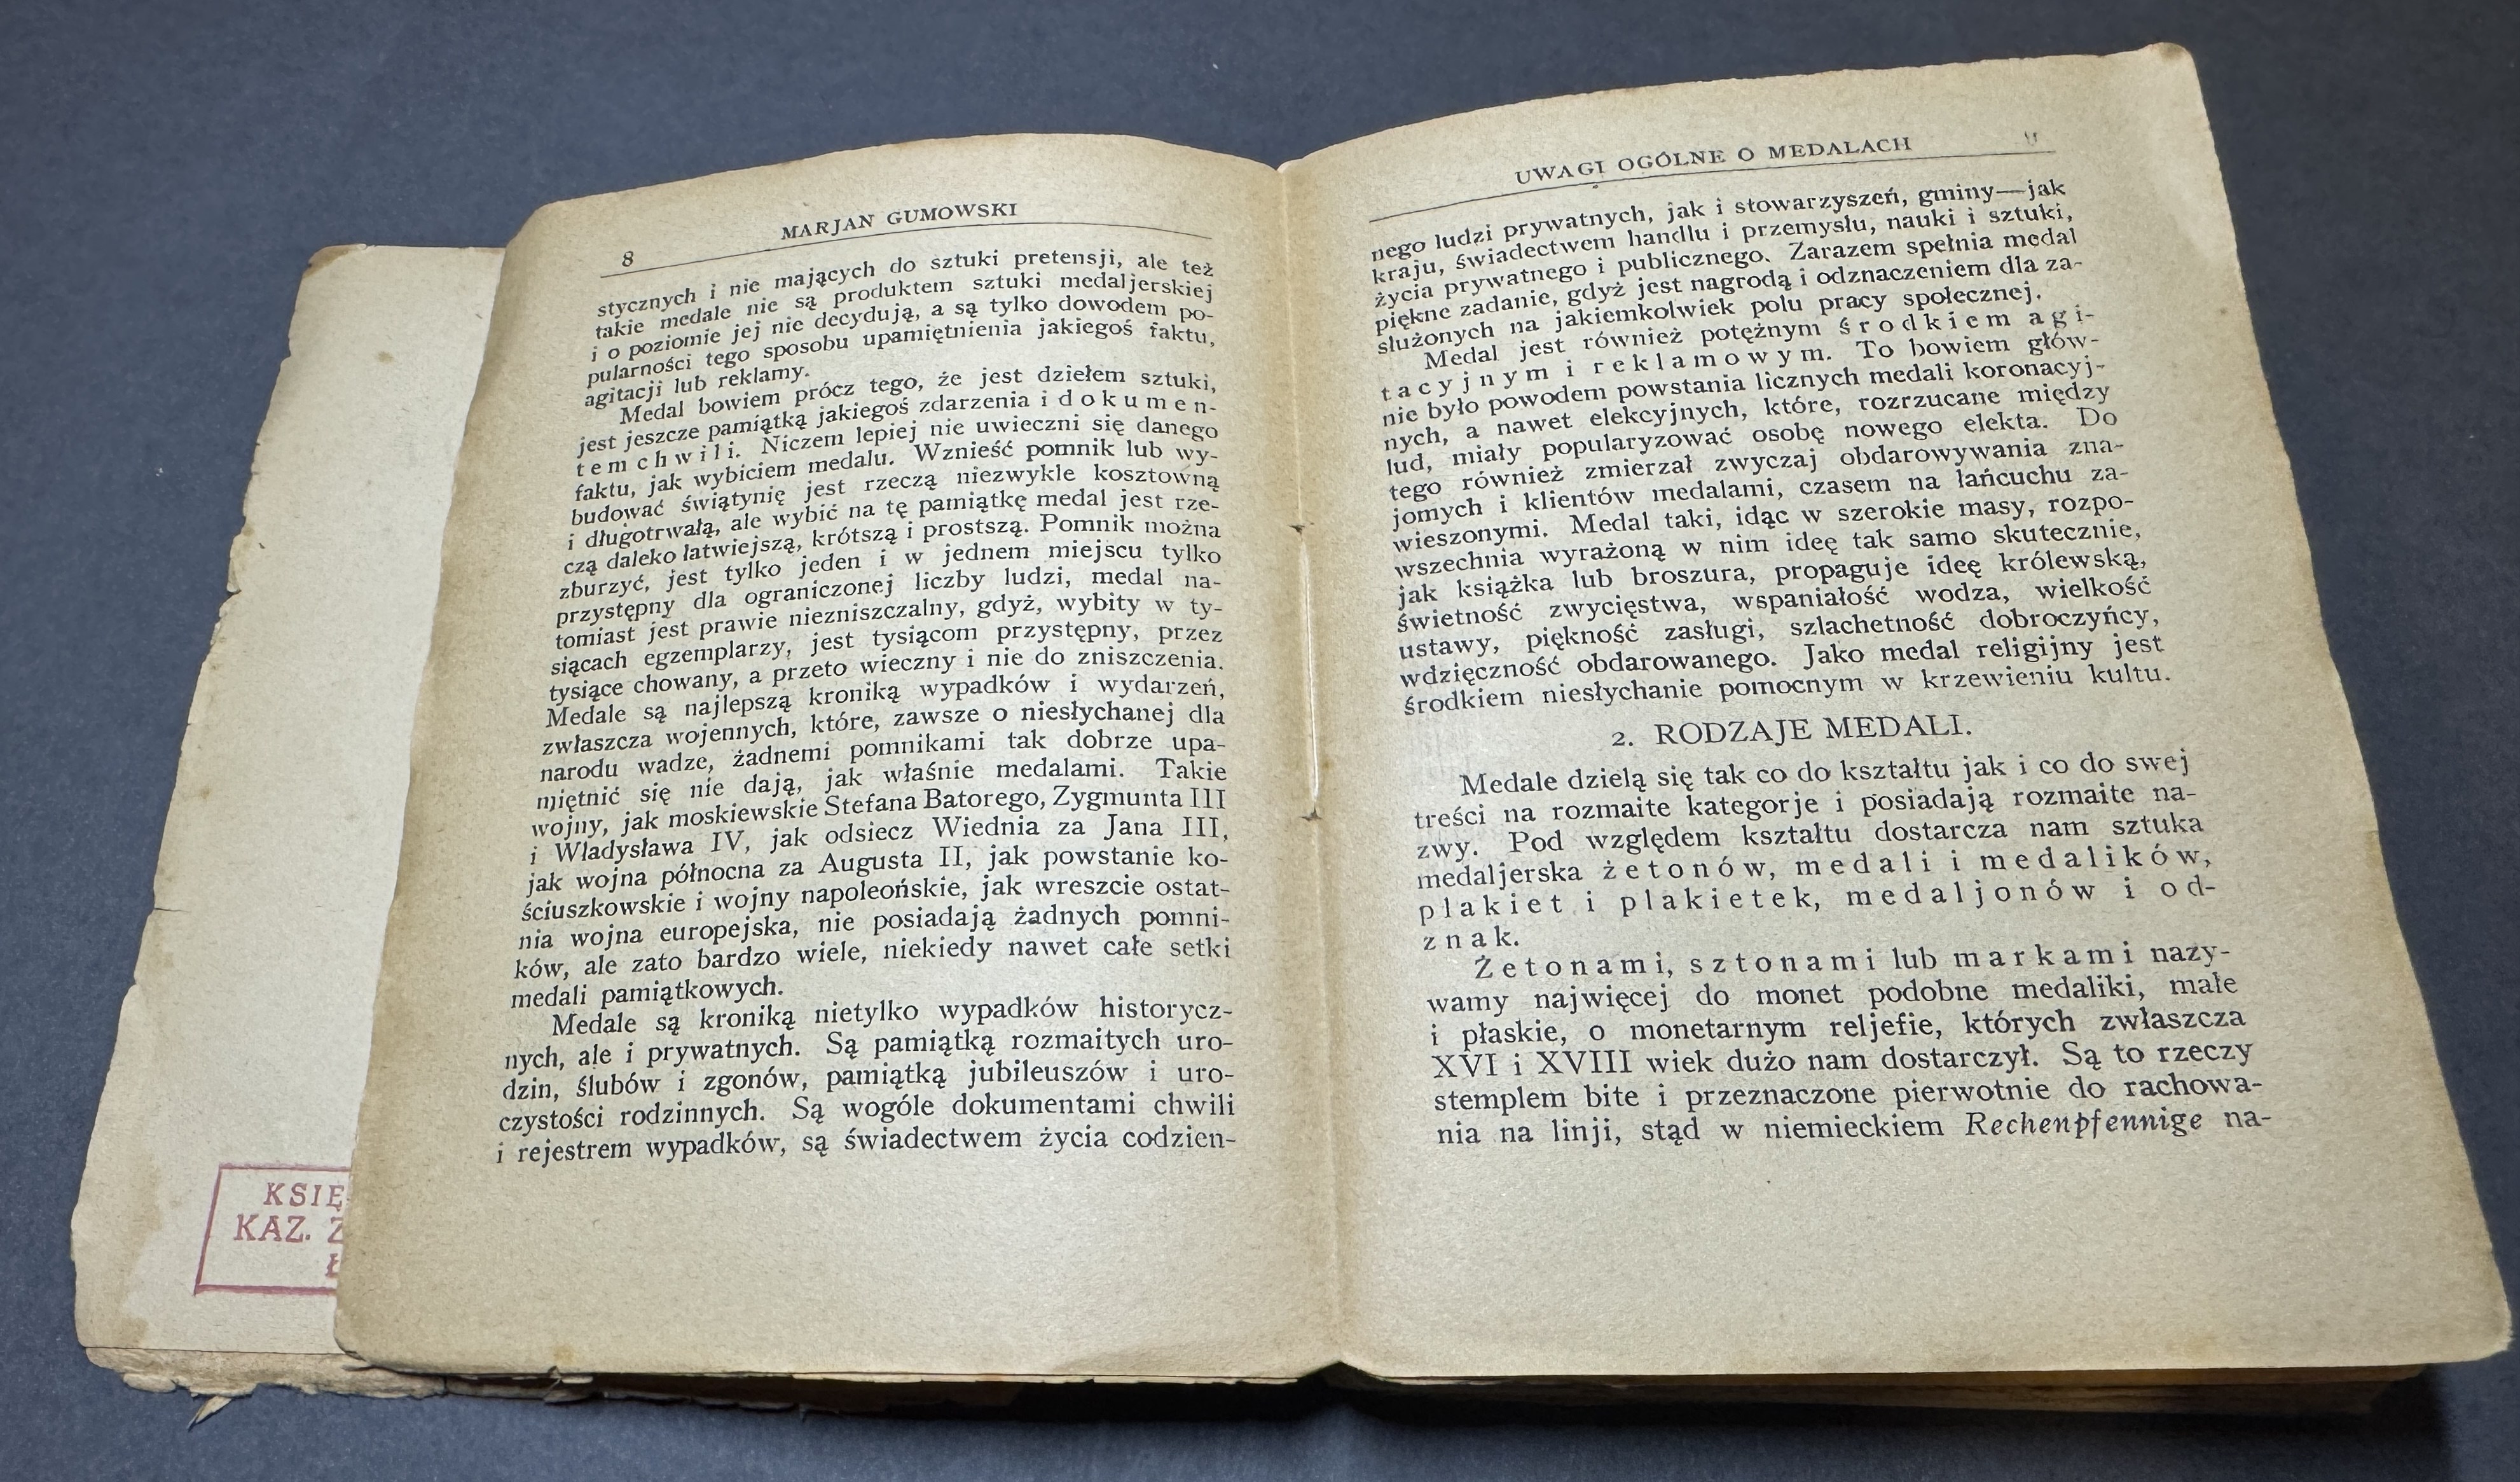 8
MARJAN GUMOWSKI
stycznych i nie mających do sztuki pretensji, ale też
takie medale nie są produktem sztuki medaljerskiej
i o poziomie jej nie decydują, a są tylko dowodem po-
pularności tego sposobu upamiętnienia jakiegoś faktu,
agitacji lub reklamy.
Medal bowiem prócz tego, że jest dziełem sztuki,
jest jeszcze pamiątką jakiegoś zdarzenia i dokumen-
tem chwili. Niczem lepiej nie uwieczni się danego
faktu, jak wybiciem medalu. Wznieść pomnik lub wy-
budować świątynię jest rzeczą niezwykle kosztowną
i długotrwałą, ale wybić na tę pamiątkę medal jest rze-
czą daleko łatwiejszą, krótszą i prostszą. Pomnik można
zburzyć, jest tylko jeden i w jednem miejscu tylko
przystępny dla ograniczonej liczby ludzi, medal na-
tomiast jest prawie niezniszczalny, gdyż, wybity w ty-
siącach egzemplarzy, jest tysiącom przystępny, przez
tysiące chowany, a przeto wieczny i nie do zniszczenia.
Medale są najlepszą kroniką wypadków i wydarzeń,
zwłaszcza wojennych, które, zawsze o niesłychanej dla
narodu wadze, żadnemi pomnikami tak dobrze upa-
miętnić się nie dają, jak właśnie medalami. Takie
wojny, jak moskiewskie Stefana Batorego, Zygmunta III
i Władysława IV, jak odsiecz Wiednia za Jana III,
jak wojna północna za Augusta II, jak powstanie ko-
ściuszkowskie i wojny napoleońskie, jak wreszcie ostat-
nia wojna europejska, nie posiadają żadnych pomni-
ków, ale zato bardzo wiele, niekiedy nawet całe setki
medali pamiątkowych.
Medale są kroniką nietylko wypadków historycz-
nych, ale i prywatnych. Są pamiątką rozmaitych uro-
dzin, ślubów i zgonów, pamiątką jubileuszów i uro-
czystości rodzinnych. Są wogóle dokumentami chwili
i rejestrem wypadków, są świadectwem życia codzien-
KSIĘ
KAZ. Z
UWAGI OGÓLNE O MEDALACH
nego ludzi prywatnych, jak i stowarzyszeń, gminy—jak
kraju, świadectwem handlu i przemysłu, nauki i sztuki,
życia prywatnego i publicznego. Zarazem spełnia medal
piękne zadanie, gdyż jest nagrodą i odznaczeniem dla za-
służonych na jakiemkolwiek polu pracy społecznej.
Medal jest również potężnym środkiem agi-
tacyjnym i reklamowym. To bowiem głów-
nie było powodem powstania licznych medali koronacyj-
nych, a nawet elekcyjnych, które, rozrzucane między
lud, miały popularyzować osobę nowego elekta. Do
tego również zmierzał zwyczaj obdarowywania zna-
jomych i klientów medalami, czasem na łańcuchu za-
wieszonymi. Medal taki, idąc w szerokie masy, rozpo-
wszechnia wyrażoną w nim ideę tak samo skutecznie,
jak książka lub broszura, propaguje ideę królewską,
świetność zwycięstwa, wspaniałość wodza, wielkość
ustawy, piękność zasługi, szlachetność dobroczyńcy,
wdzięczność obdarowanego. Jako medal religijny jest
środkiem niesłychanie pomocnym w krzewieniu kultu.
2. RODZAJE MEDALI.
Medale dzielą się tak co do kształtu jak i co do swej
treści na rozmaite kategorje i posiadają rozmaite na-
zwy. Pod względem kształtu dostarcza nam sztuka
medaljerska żetonów, medali i medalików,
plakiet i plakietek, medaljonów i od-
znak.
Żetonami, sztonami lub markami nazy-
wamy najwięcej do monet podobne medaliki, małe
i płaskie, o monetarnym reljefie, których zwłaszcza
XVI i XVIII wiek dużo nam dostarczył. Są to rzeczy
stemplem bite i przeznaczone pierwotnie do rachowa-
nia na linji, stąd w niemieckiem Rechenpfennige na-